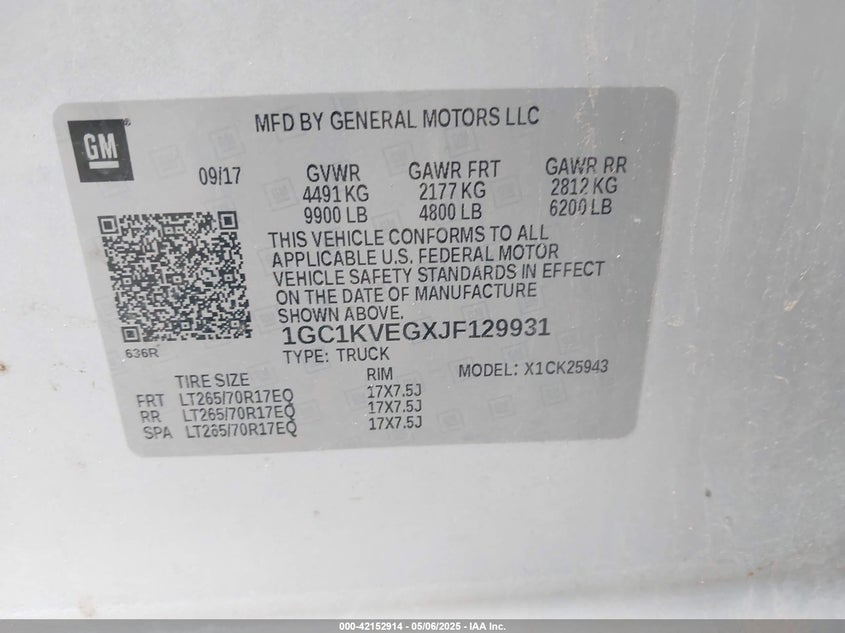 GM
MFD BY GENERAL MOTORS LLC
09/17 GVWR GAWR FRT GAWR RR
4491 KG 2177 KG 2812 KG
9900 LB 4800 LB 6200 LB
THIS VEHICLE CONFORMS TO ALL
APPLICABLE U.S. FEDERAL MOTOR
VEHICLE SAFETY STANDARDS IN EFFECT
ON THE DATE OF MANUFACTURE
SHOWN ABOVE.
1GC1KVEGXJF129931
636R
TYPE: TRUCK MODEL: X1CK25943
TIRE SIZE RIM
FRT LT265/70R17EQ 17X7.5J
RR LT265/70R17EQ 17X7.5J
SPA LT265/70R17EQ 17X7.5J
000-42152914 - 05/06/2025 - IAA Inc.